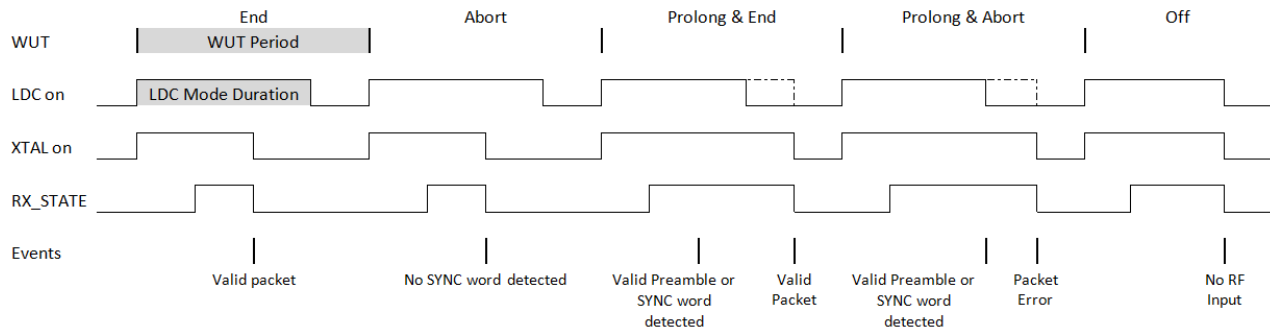 End Abort Prolong & End Prolong & Abort Off
WUT WUT Period
LDC on LDC Mode Duration
XTAL on
RX_STATE
Events
Valid packet No SYNC word detected Valid Preamble or Valid Valid Preamble or Packet No RF
SYNC word Packet SYNC word Error Input
detected detected